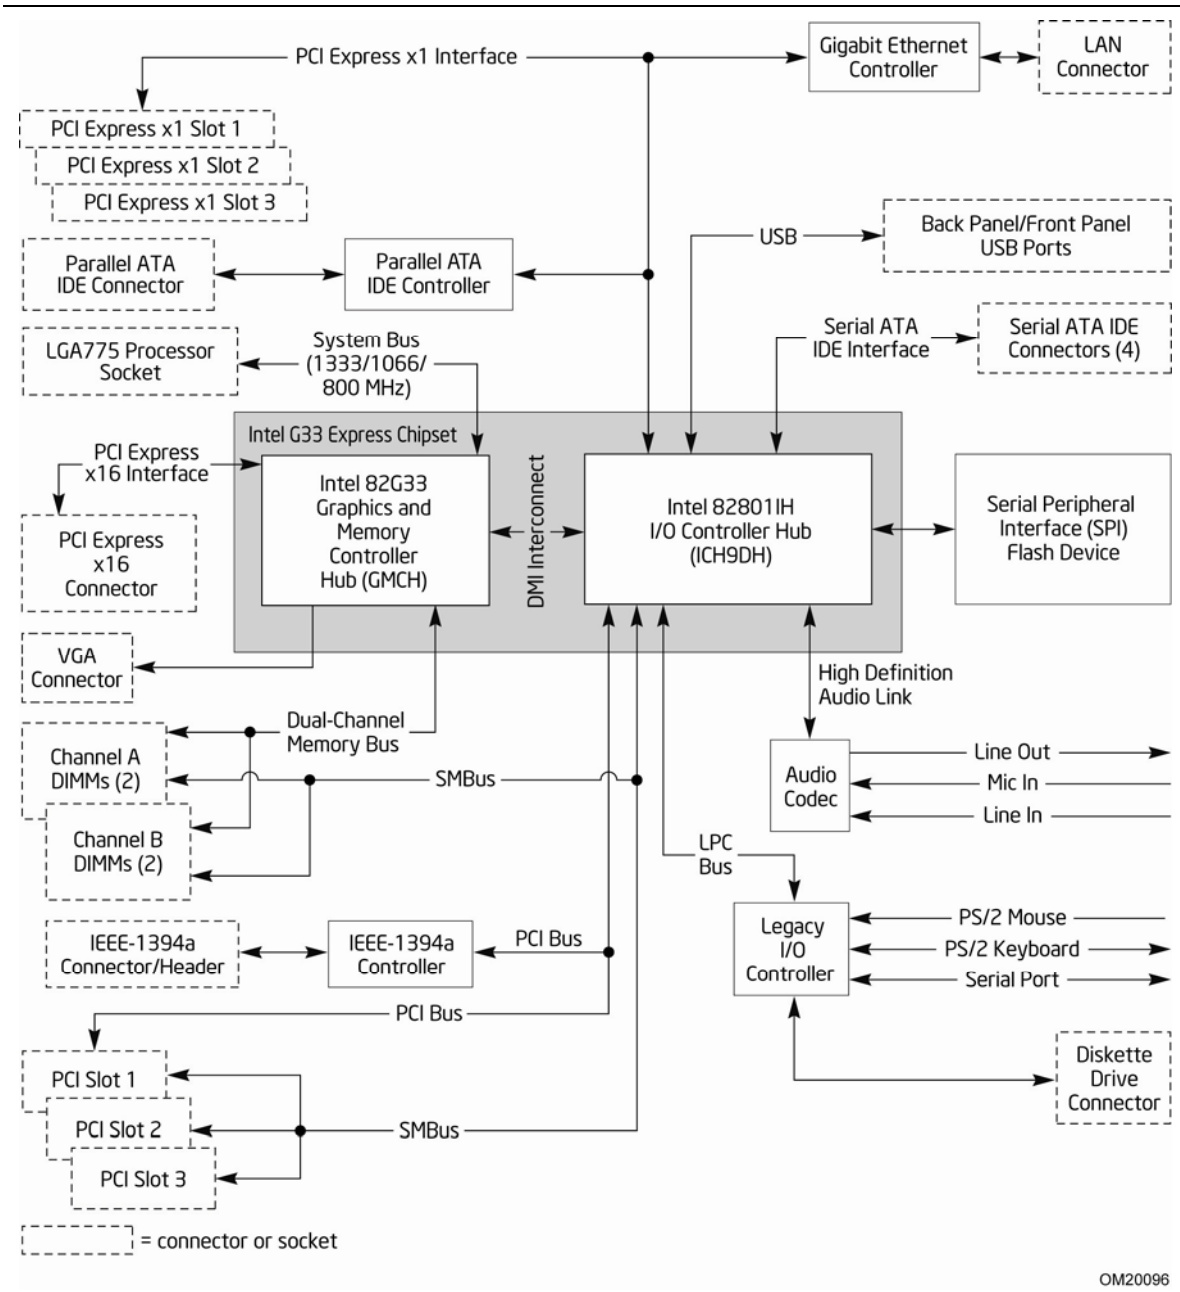 PCI Express x1 Interface
Gigabit Ethernet
Controller
LAN
Connector
PCI Express x1 Slot 1
PCI Express x1 Slot 2
PCI Express x1 Slot 3
USB
Back Panel/Front Panel
USB Ports
Parallel ATA
IDE Connector
Parallel ATA
IDE Controller
LGA775 Processor
Socket
System Bus
(1333/1066/
800 MHz)
Serial ATA
IDE Interface
Serial ATA IDE
Connectors (4)
Intel G33 Express Chipset
PCI Express
x16 Interface
Intel 82G33
Graphics and
Memory
Controller
Hub (GMCH)
DMI Interconnect
Intel 82801IH
I/O Controller Hub
(ICH9DH)
Serial Peripheral
Interface (SPI)
Flash Device
PCI Express
x16
Connector
VGA
Connector
High Definition
Audio Link
Dual-Channel
Memory Bus
Channel A
DIMMs (2)
SMBus
Channel B
DIMMs (2)
Audio
Codec
Line Out
Mic In
Line In
LPC
Bus
IEEE-1394a
Connector/Header
IEEE-1394a
Controller
PCI Bus
Legacy
I/O
Controller
PS/2 Mouse
PS/2 Keyboard
Serial Port
PCI Bus
PCI Slot 1
PCI Slot 2
PCI Slot 3
SMBus
Diskette
Drive
Connector
= connector or socket
OM20096